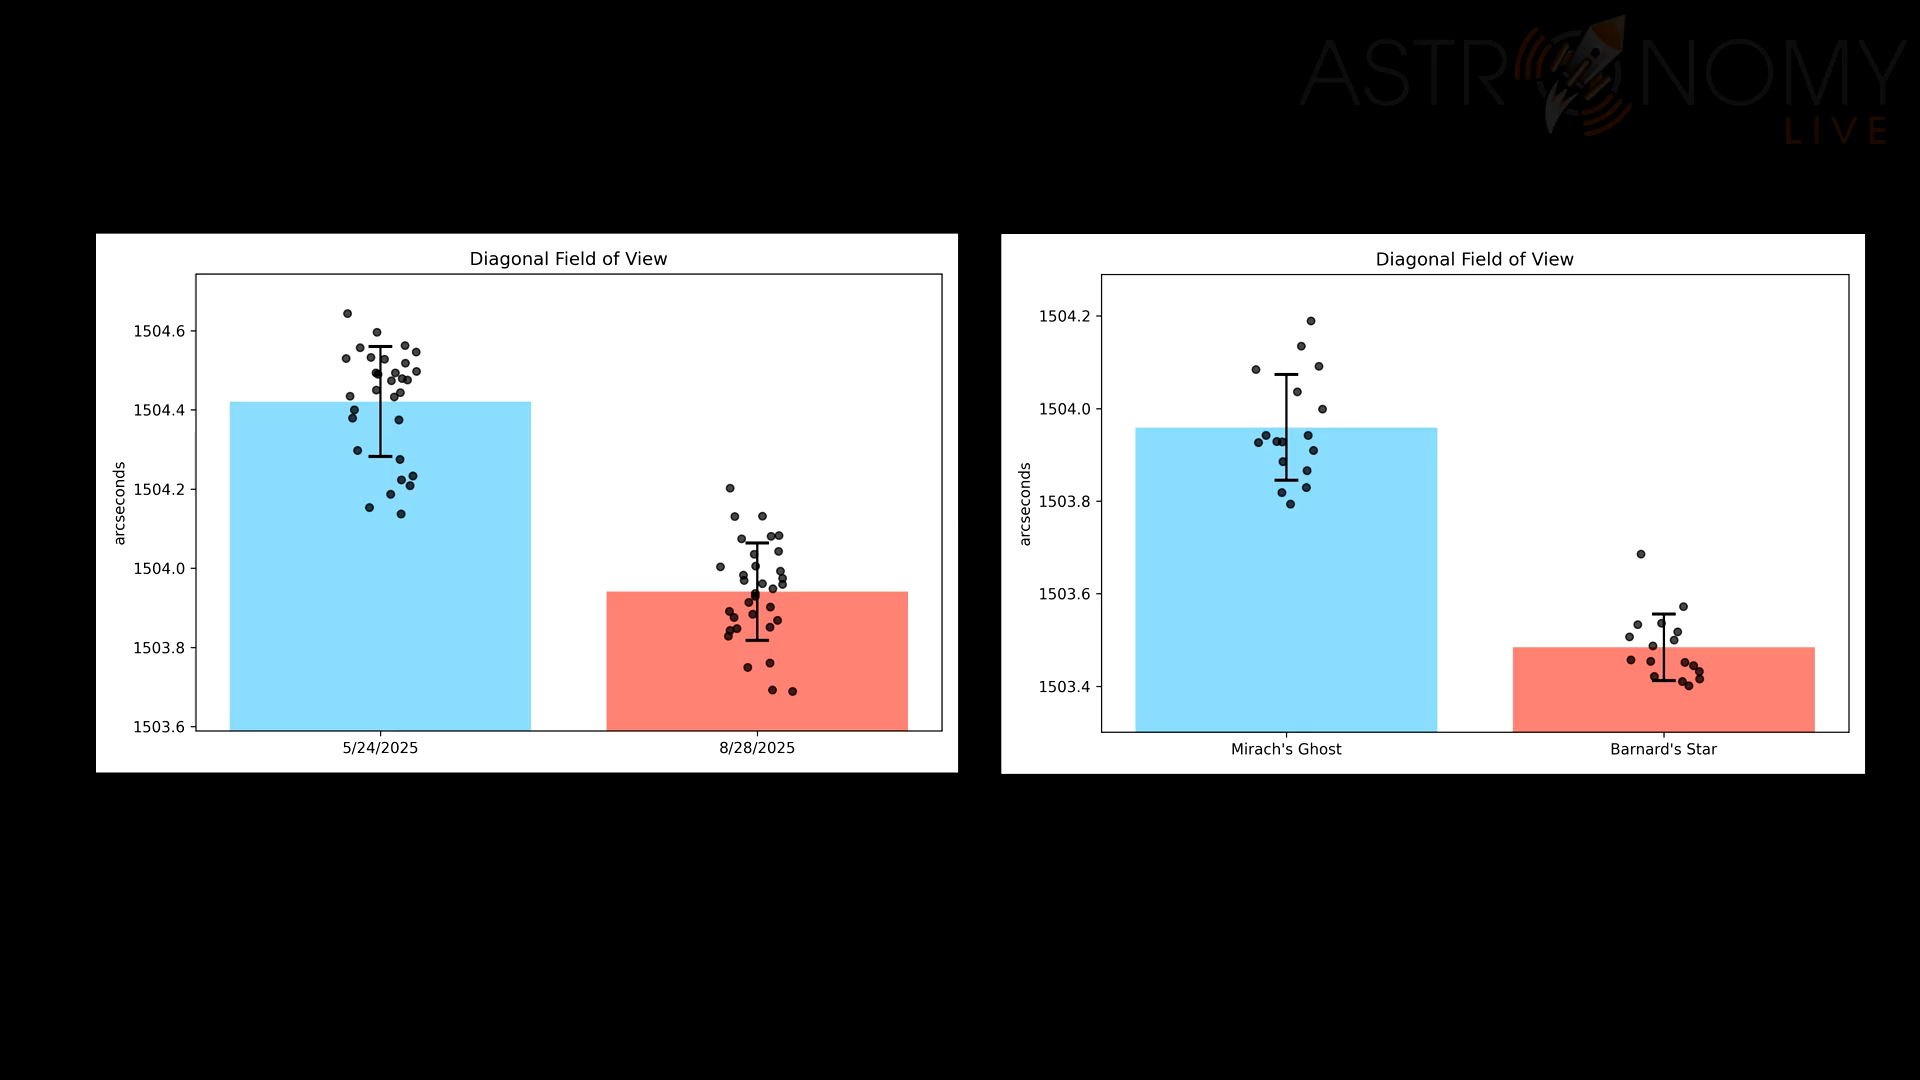 ASTRONOMY
LIVE
Diagonal Field of View
arcseconds
1504.6
1504.4
1504.2
1504.0
1503.8
1503.6
5/24/2025
8/28/2025
Diagonal Field of View
arcseconds
1504.2
1504.0
1503.8
1503.6
1503.4
Mirach's Ghost
Barnard's Star